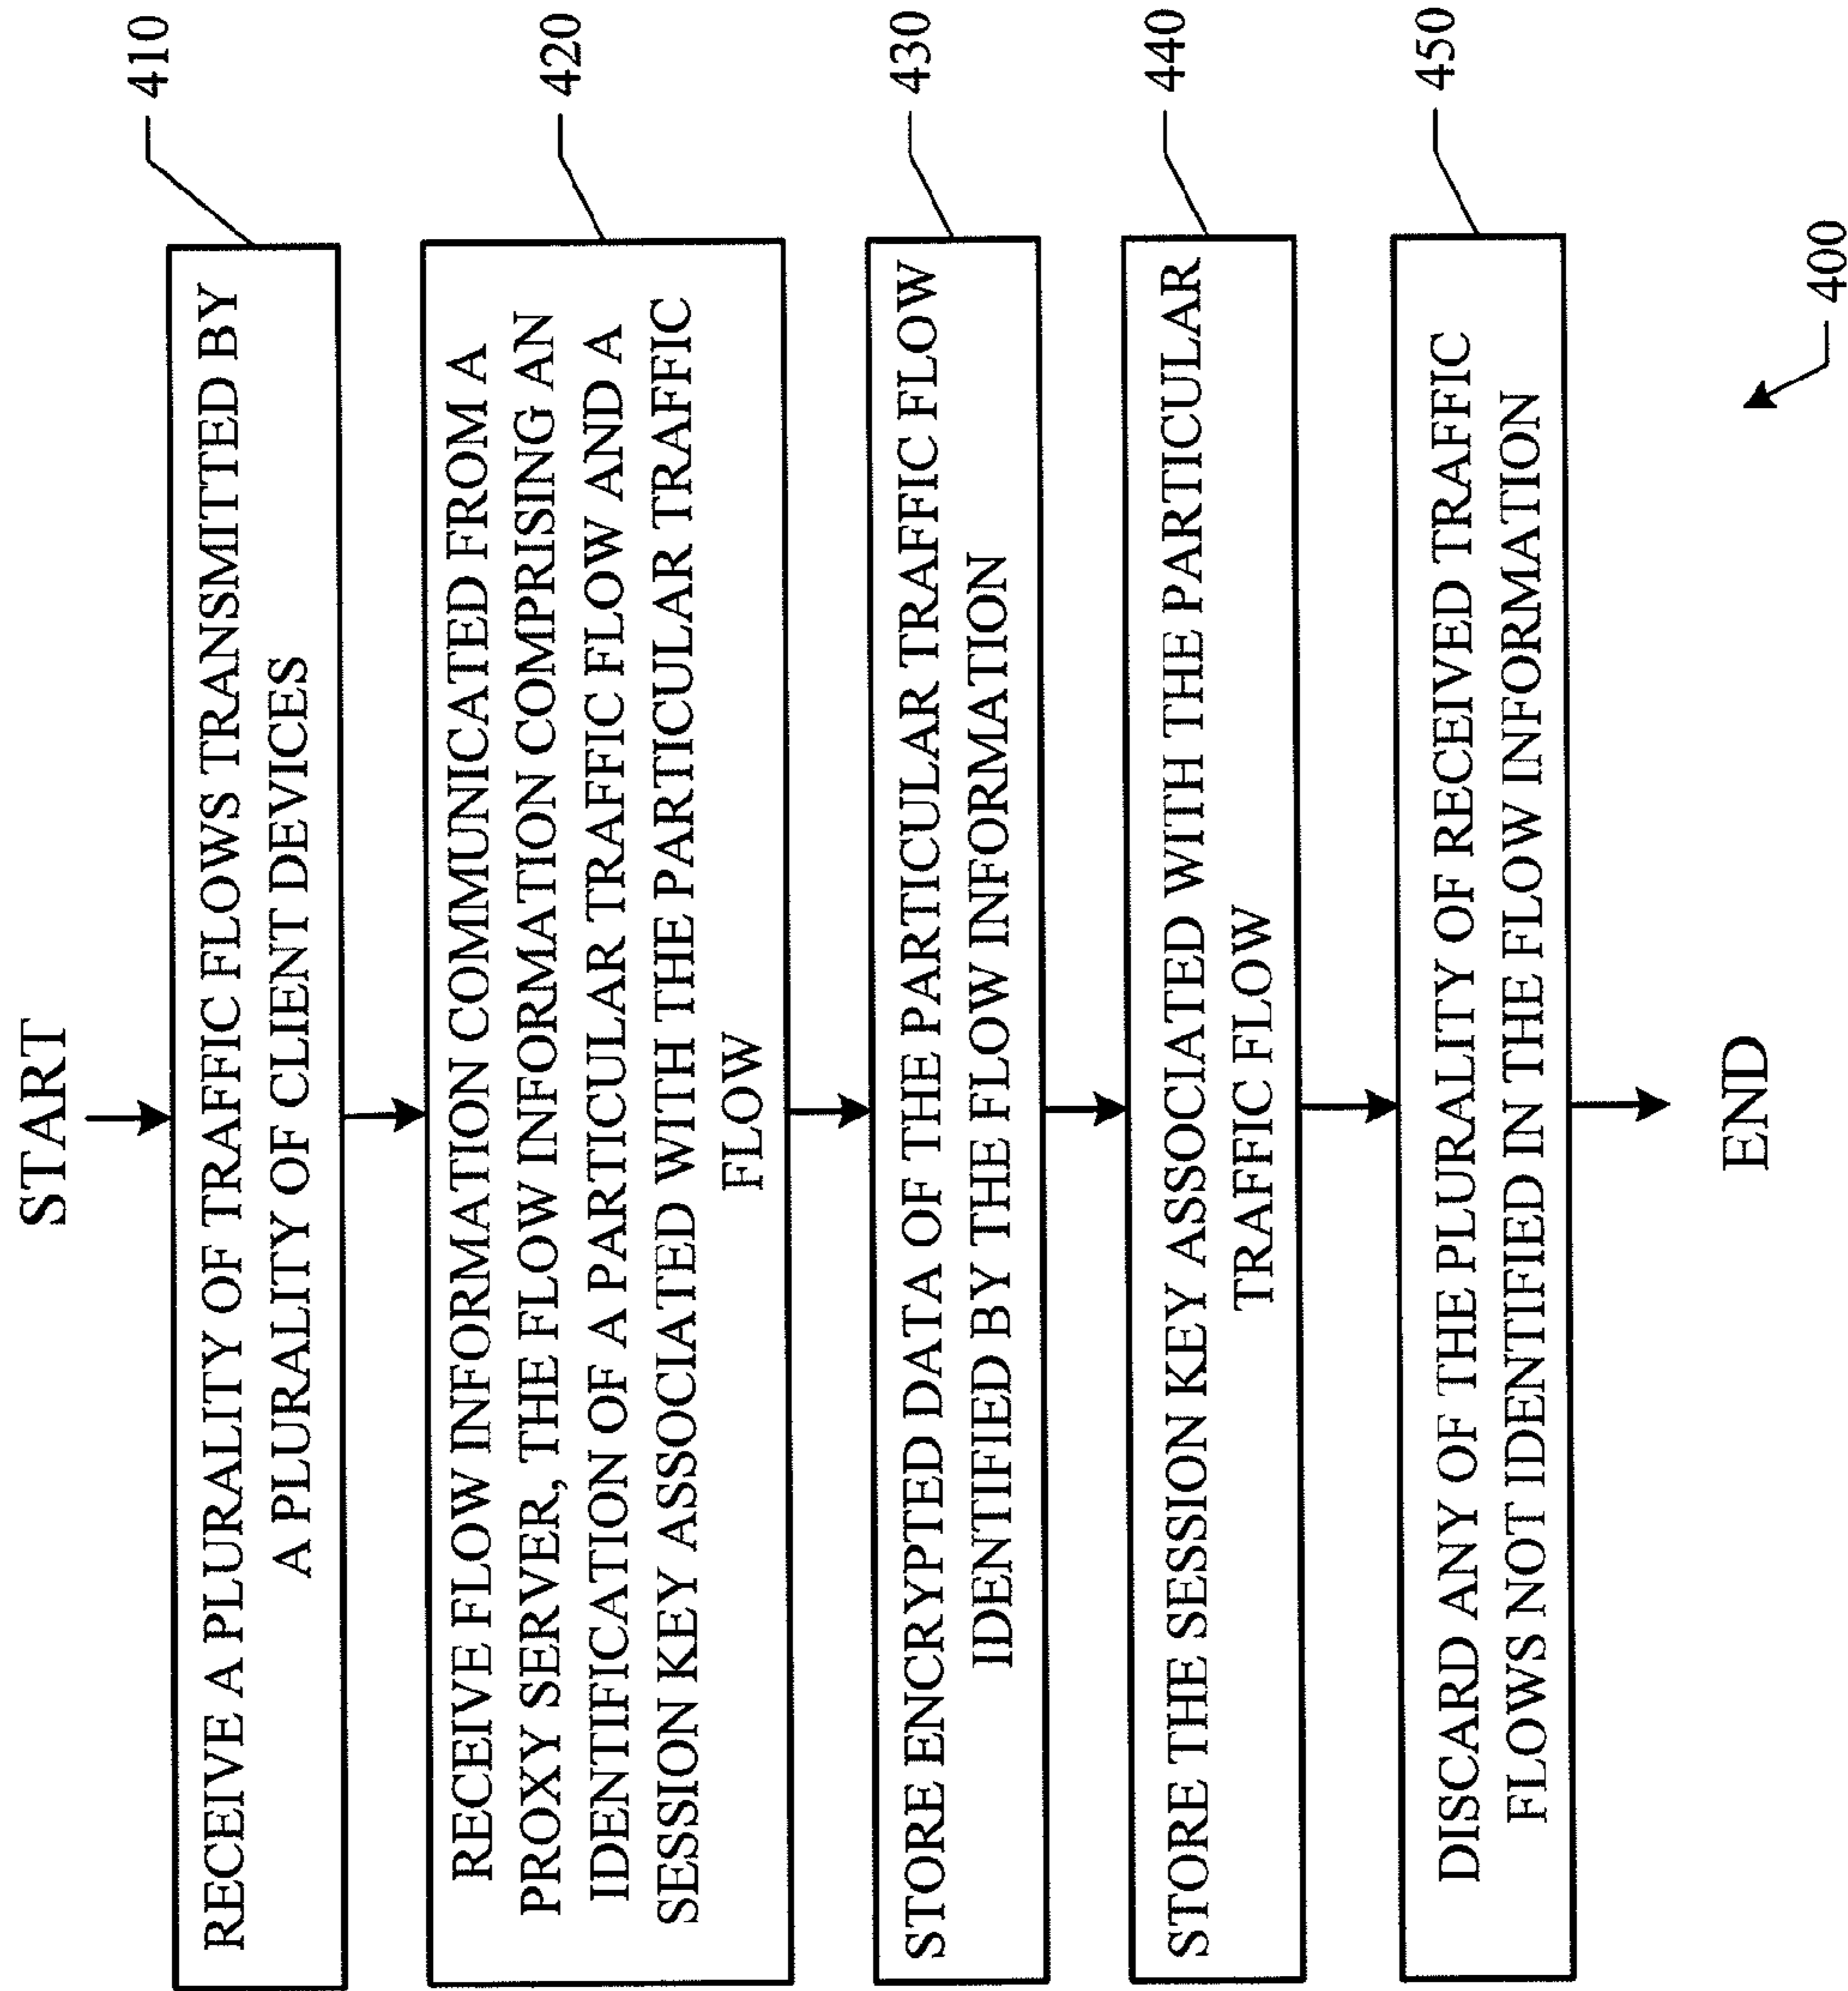 START
410
RECEIVE A PLURALITY OF TRAFFIC FLOWS TRANSMITTED BY
A PLURALITY OF CLIENT DEVICES
420
RECEIVE FLOW INFORMATION COMMUNICATED FROM A
PROXY SERVER, THE FLOW INFORMATION COMPRISING AN
IDENTIFICATION OF A PARTICULAR TRAFFIC FLOW AND A
SESSION KEY ASSOCIATED WITH THE PARTICULAR TRAFFIC
FLOW
430
STORE ENCRYPTED DATA OF THE PARTICULAR TRAFFIC FLOW
IDENTIFIED BY THE FLOW INFORMATION
440
STORE THE SESSION KEY ASSOCIATED WITH THE PARTICULAR
TRAFFIC FLOW
450
DISCARD ANY OF THE PLURALITY OF RECEIVED TRAFFIC
FLOWS NOT IDENTIFIED IN THE FLOW INFORMATION
END
400